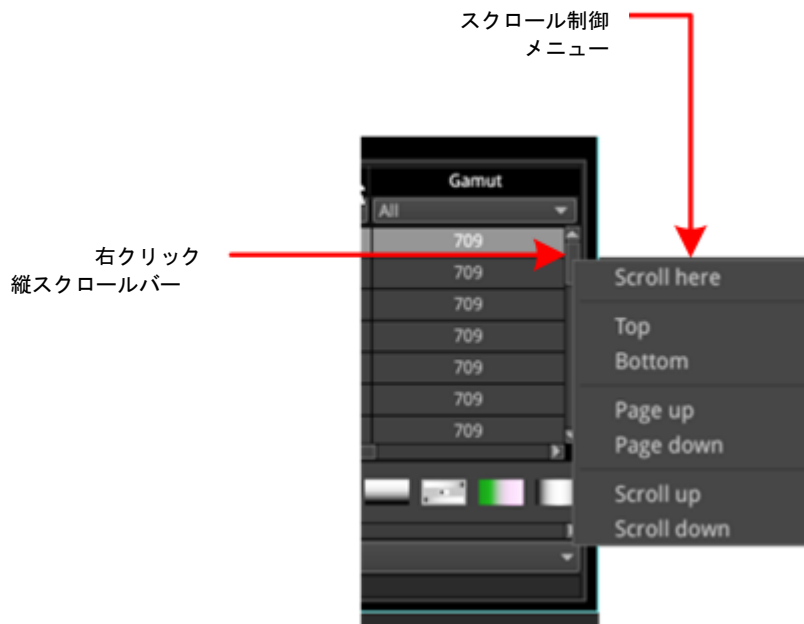 スクロール制御
メニュー
Gamut
All
709
709
709
709
709
709
709
右クリック
縦スクロールバー
Scroll here
Top
Bottom
Page up
Page down
Scroll up
Scroll down